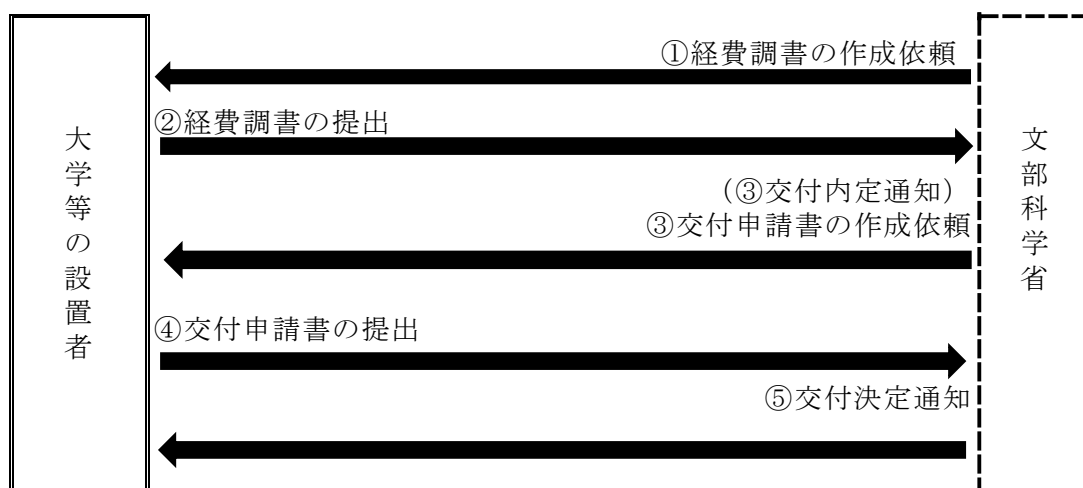 ①経費調書の作成依頼
②経費調書の提出
（③交付内定通知）
③交付申請書の作成依頼
④交付申請書の提出
⑤交付決定通知
大学等の設置者
文部科学省